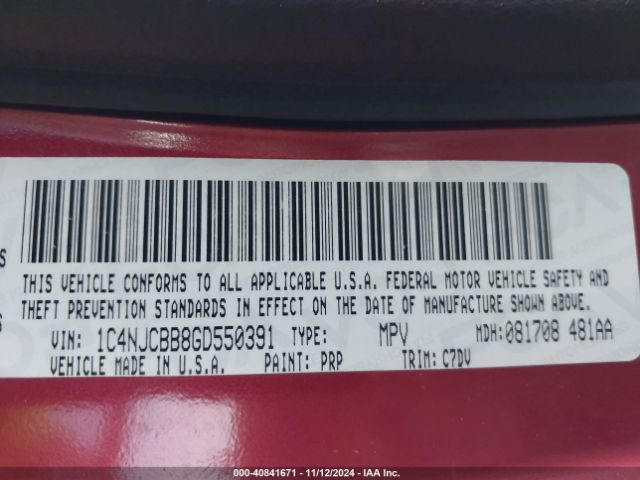 THIS VEHICLE CONFORMS TO ALL APPLICABLE U.S.A. FEDERAL MOTOR VEHICLE SAFETY AND
THEFT PREVENTION STANDARDS IN EFFECT ON THE DATE OF MANUFACTURE SHOWN ABOVE.
VIN: 1C4NJCBB8GD550391 TYPE: MPV MDH:081708 481AA
VEHICLE MADE IN U.S.A. PAINT: PRP TRIM: C7DV
000-40841671 - 11/12/2024 - IAA Inc.